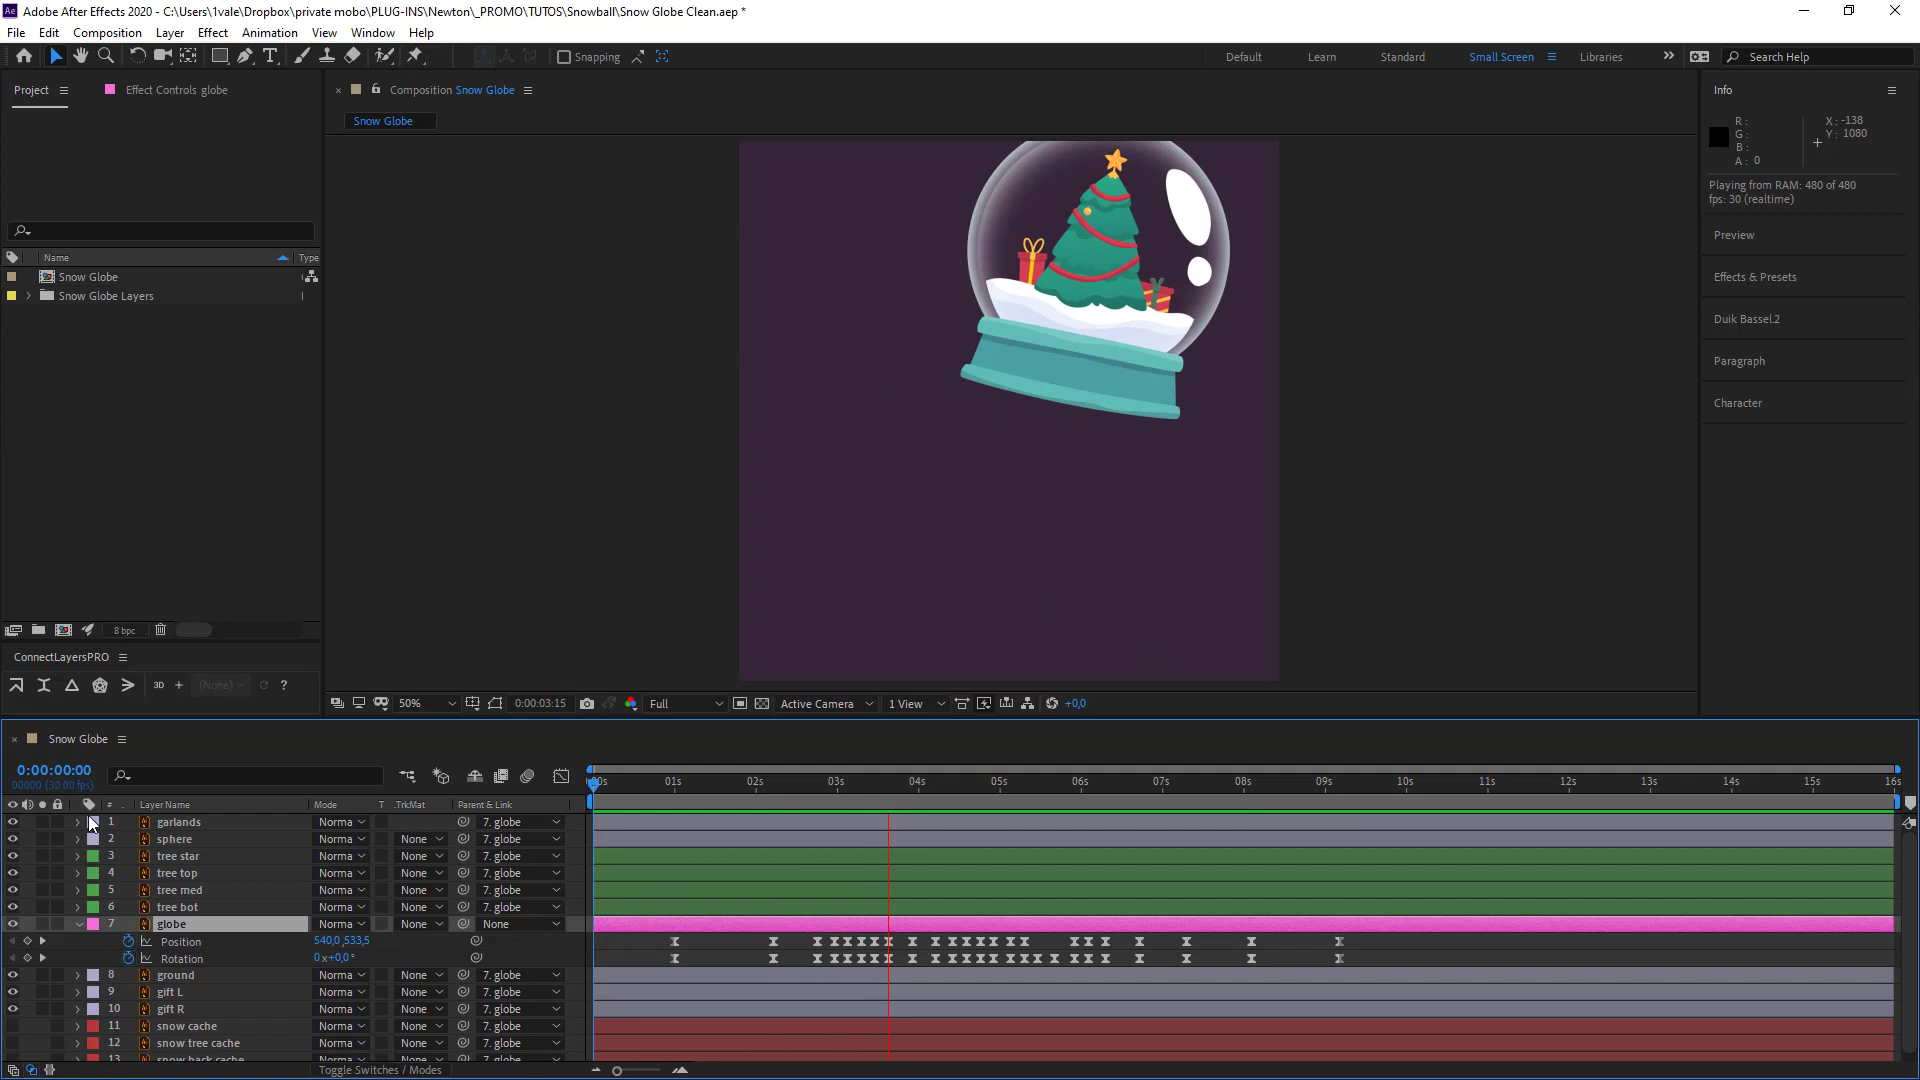 Adobe After Effects 2020 - C:\Users\1vale\Dropbox\private mobo\PLUG-INS\Newton\_PROMO\TUTOS\Snowball\Snow Globe Clean.aep *
File Edit Composition Layer Effect Animation View Window Help
Snapping Default Learn Standard Small Screen Libraries Search Help
Project Effect Controls globe
Composition Snow Globe
Snow Globe
Info
R :
G :
B :
A : 0
X : -138
Y : 1080
Playing from RAM: 480 of 480
fps: 30 (realtime)
Preview
Effects & Presets
Duik Bassel.2
Paragraph
Character
Name Type
Snow Globe
Snow Globe Layers
8 bpc
ConnectLayersPRO
3D + (None) ?
50% 0:00:03:15 Full Active Camera 1 View +0,0
Snow Globe
0:00:00:00
00000 (30.00 fps)
01s 02s 03s 04s 05s 06s 07s 08s 09s 10s 11s 12s 13s 14s 15s 16s
# Layer Name Mode T .TrkMat Parent & Link
1 garlands Norma 7. globe
2 sphere Norma None 7. globe
3 tree star Norma None 7. globe
4 tree top Norma None 7. globe
5 tree med Norma None 7. globe
6 tree bot Norma None 7. globe
7 globe Norma None None
Position 540,0 ,533,5
Rotation 0 x+0,0 °
8 ground Norma None 7. globe
9 gift L Norma None 7. globe
10 gift R Norma None 7. globe
11 snow cache Norma None 7. globe
12 snow tree cache Norma None 7. globe
13 snow back cache Norma None 7. globe
Toggle Switches / Modes